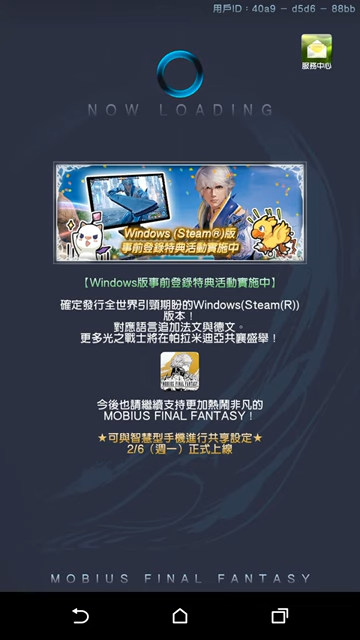 用戶ID：40a9 - d5d6 - 88bb
服務中心
NOW LOADING
Windows (Steam®)版
事前登錄特典活動實施中
【Windows版事前登錄特典活動實施中】
確定發行全世界引頸期盼的Windows(Steam(R))
版本！
對應語言追加法文與德文。
更多光之戰士將在帕拉米迪亞共襄盛舉！
MOBIUS FINAL FANTASY
今後也請繼續支持更加熱鬧非凡的
MOBIUS FINAL FANTASY！
★可與智慧型手機進行共享設定★
2/6（週一）正式上線
MOBIUS FINAL FANTASY